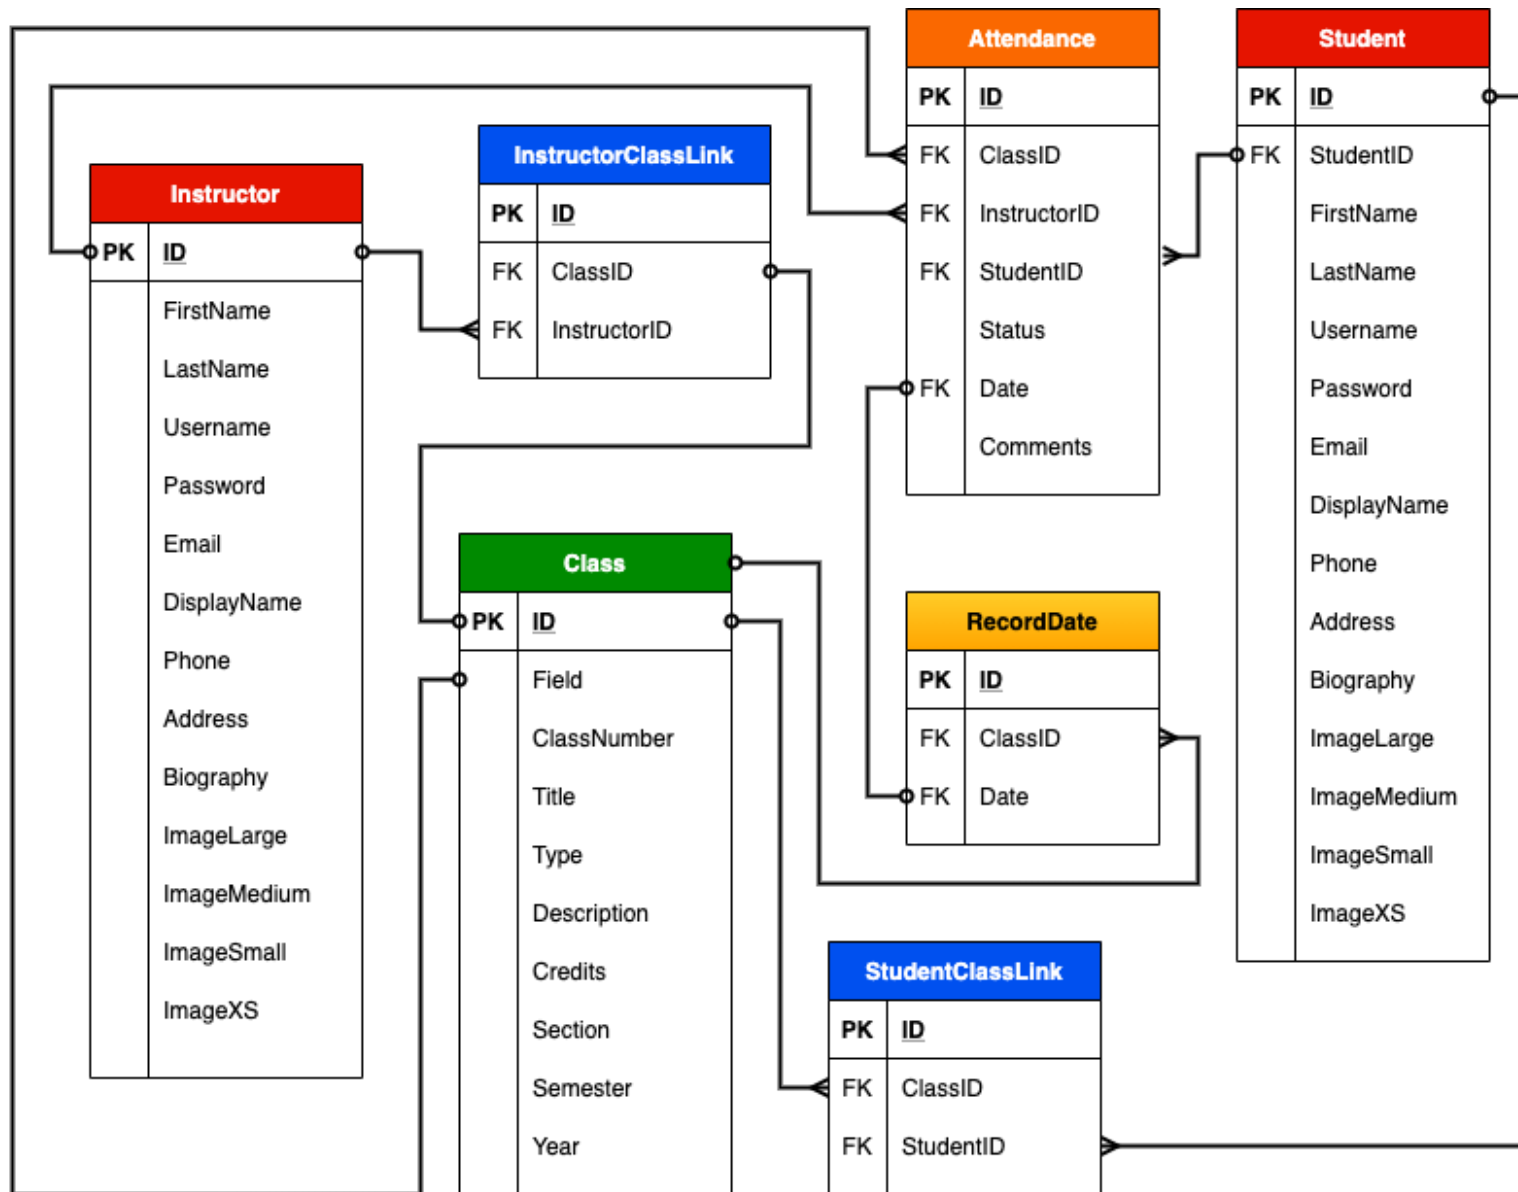 Instructor
PK ID
FirstName
LastName
Username
Password
Email
DisplayName
Phone
Address
Biography
ImageLarge
ImageMedium
ImageSmall
ImageXS
InstructorClassLink
PK ID
FK ClassID
FK InstructorID
Class
PK ID
Field
ClassNumber
Title
Type
Description
Credits
Section
Semester
Year
Attendance
PK ID
FK ClassID
FK InstructorID
FK StudentID
Status
FK Date
Comments
RecordDate
PK ID
FK ClassID
FK Date
StudentClassLink
PK ID
FK ClassID
FK StudentID
Student
PK ID
FK StudentID
FirstName
LastName
Username
Password
Email
DisplayName
Phone
Address
Biography
ImageLarge
ImageMedium
ImageSmall
ImageXS